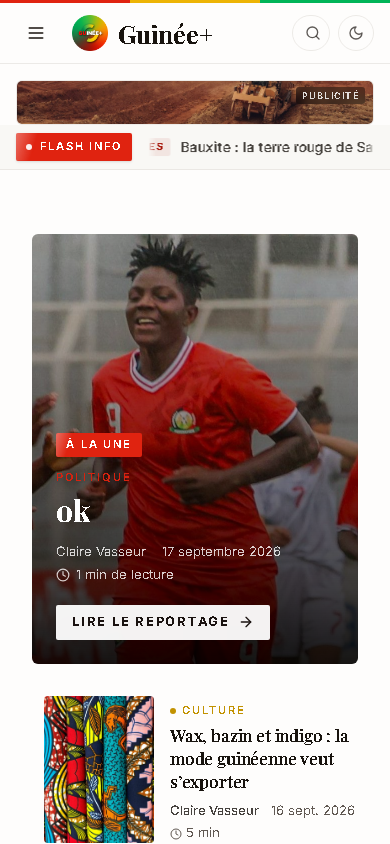 Guinée+
PUBLICITÉ
FLASH INFO
ES Bauxite : la terre rouge de Sa
À LA UNE
POLITIQUE
ok
Claire Vasseur 17 septembre 2026
1 min de lecture
LIRE LE REPORTAGE →
CULTURE
Wax, bazin et indigo : la
mode guinéenne veut
s’exporter
Claire Vasseur 16 sept. 2026
5 min